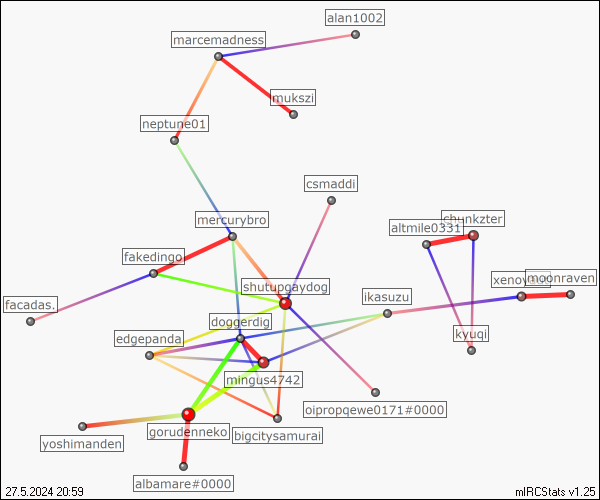 alan1002
marcemadness
mukszi
neptune01
csmaddi
mercurybro
chunkzter
altmile0331
fakedingo
shutupgaydog
moonraven
ikasuzu
facadas.
doggerdig
edgepanda
kyuqi
mingus4742
oipropqewe0171#0000
gorudenneko
bigcitysamurai
yoshimanden
albamare#0000
27.5.2024 20:59
mIRCStats v1.25